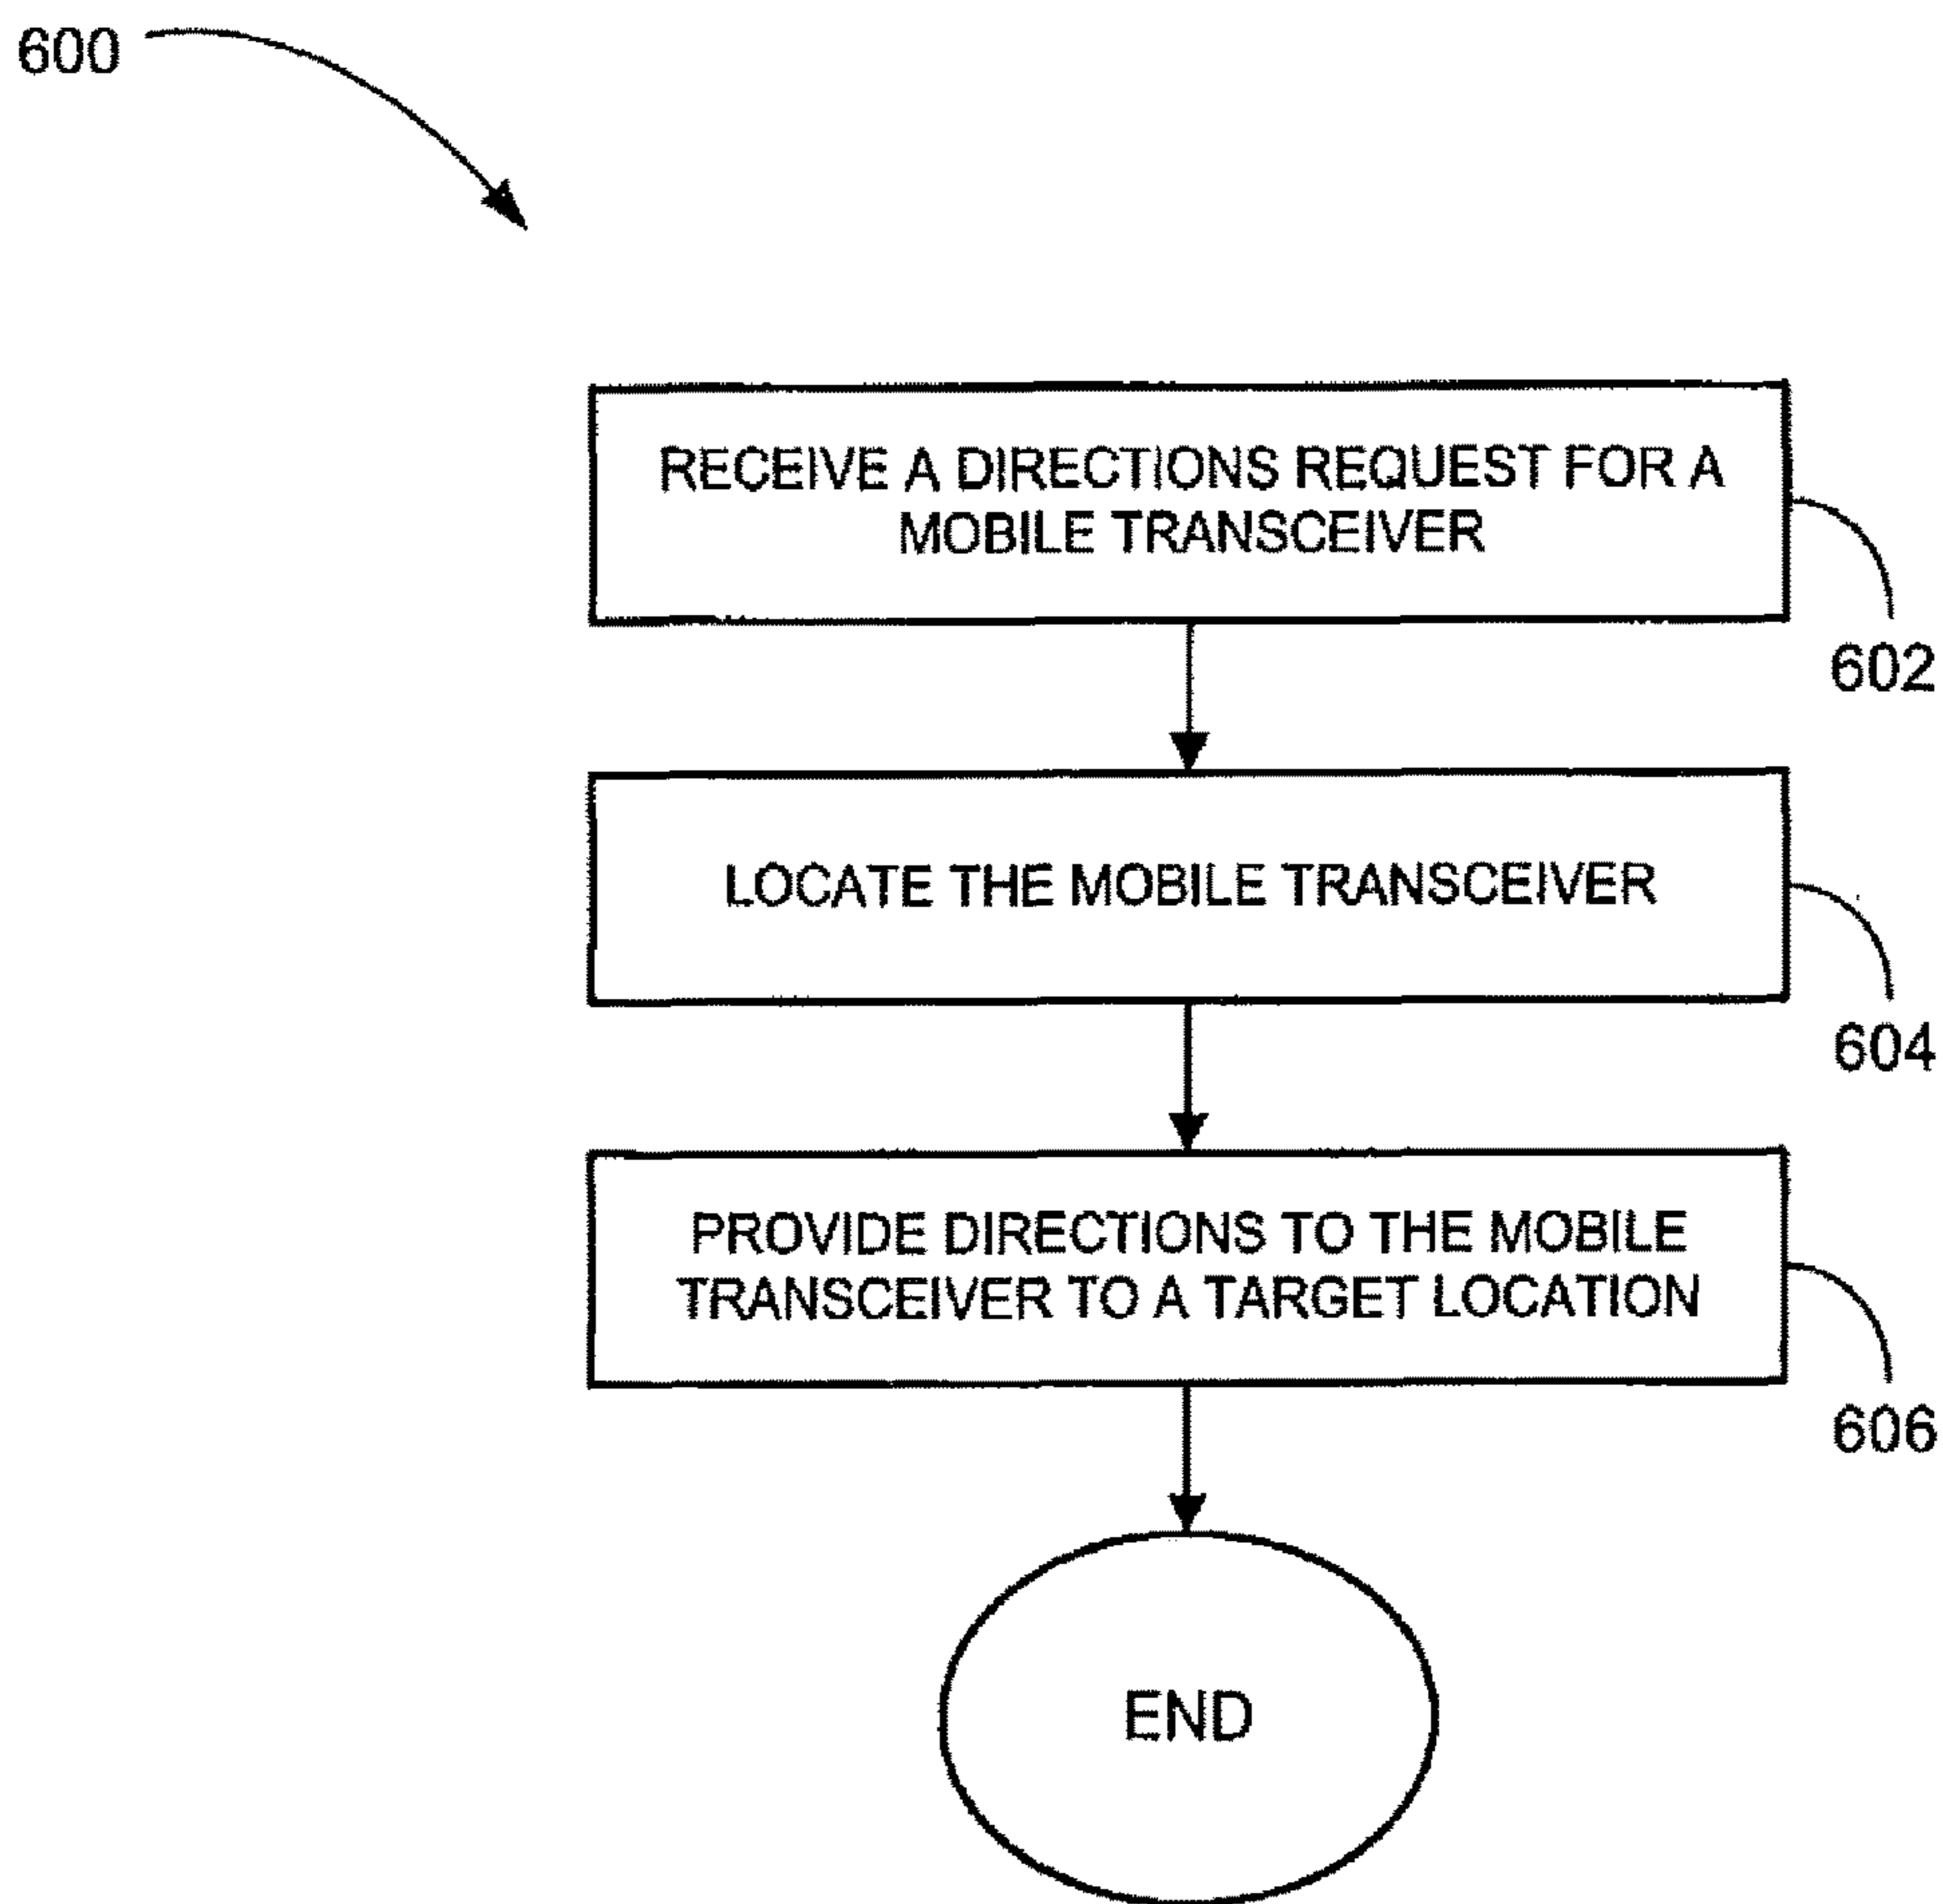 600
RECEIVE A DIRECTIONS REQUEST FOR A
MOBILE TRANSCEIVER
602
LOCATE THE MOBILE TRANSCEIVER
604
PROVIDE DIRECTIONS TO THE MOBILE
TRANSCEIVER TO A TARGET LOCATION
606
END